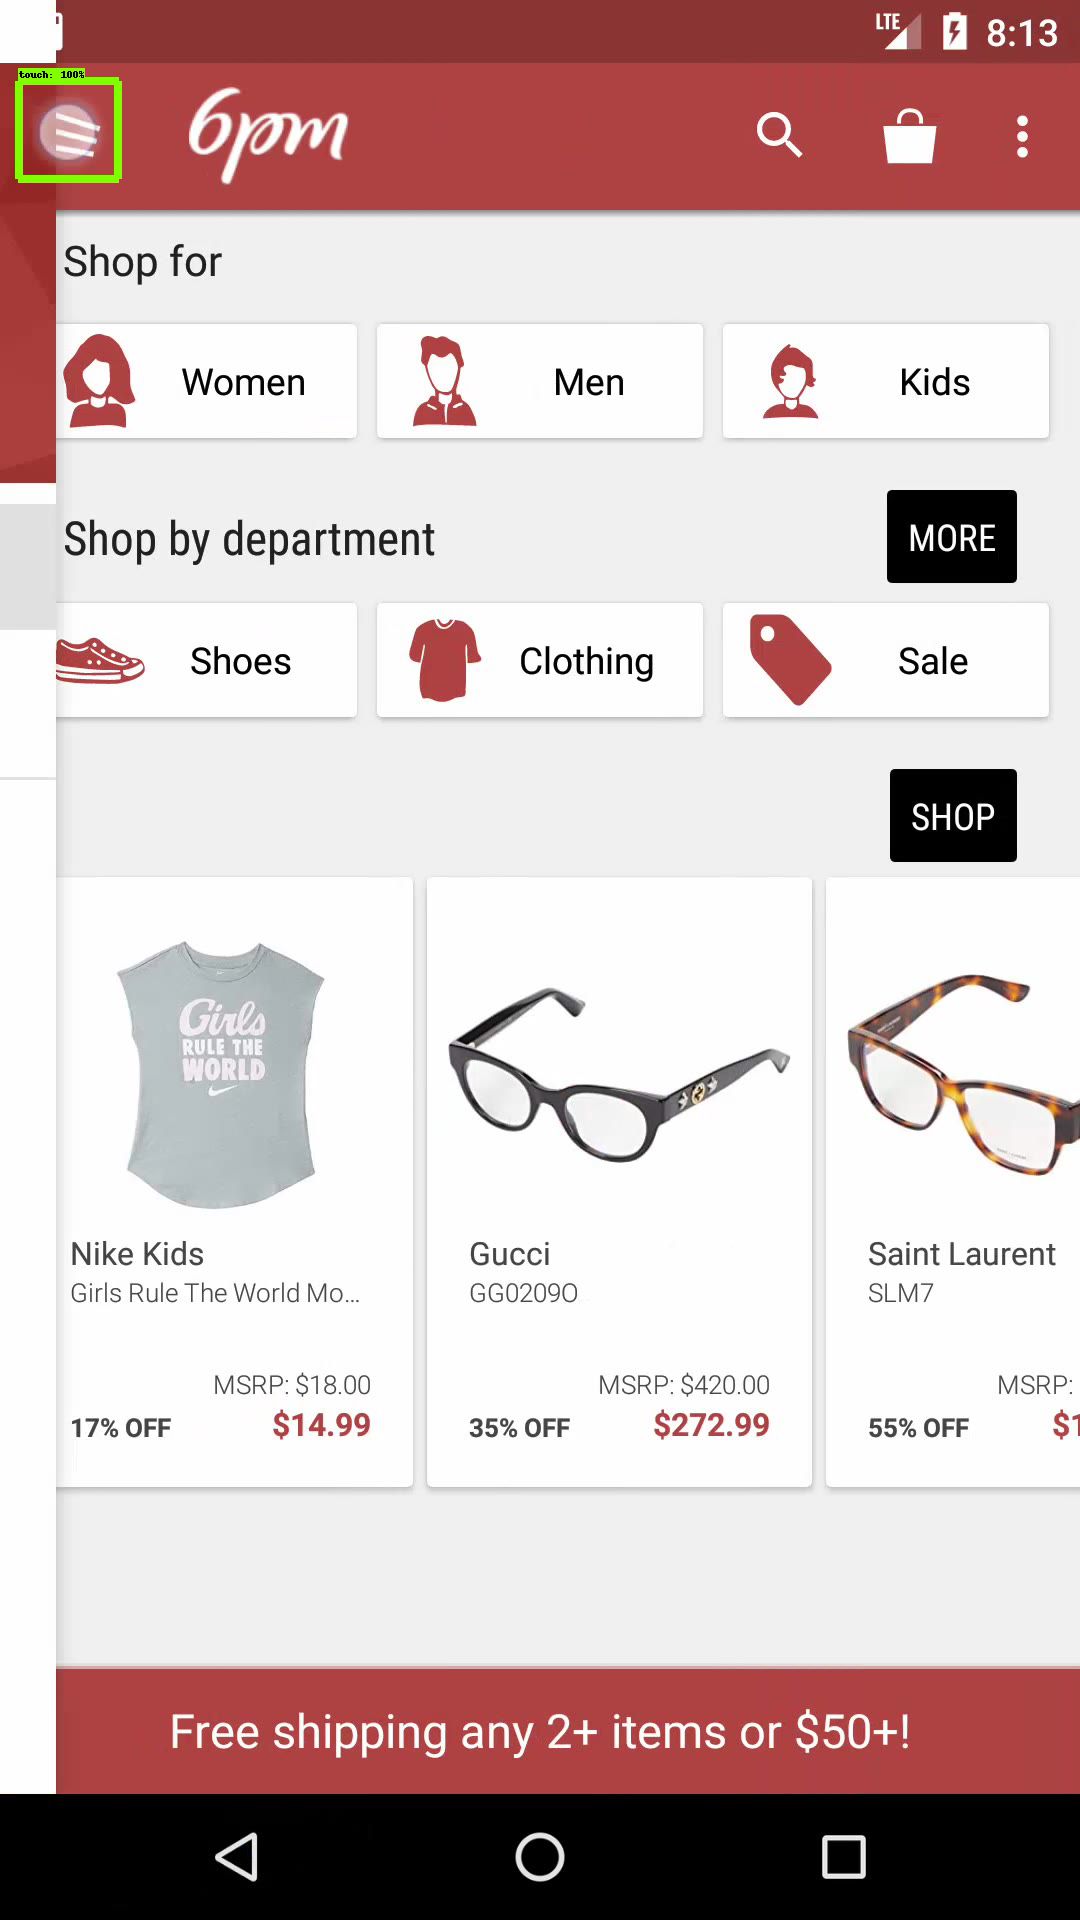 LTE 8:13
touch: 100%
6pm
Shop for
Women Men Kids
Shop by department MORE
Shoes Clothing Sale
SHOP
Girls
RULE THE
WORLD
Nike Kids Gucci Saint Laurent
Girls Rule The World Mo... GG0209O SLM7
MSRP: $18.00 MSRP: $420.00 MSRP:
17% OFF $14.99 35% OFF $272.99 55% OFF $1
Free shipping any 2+ items or $50+!